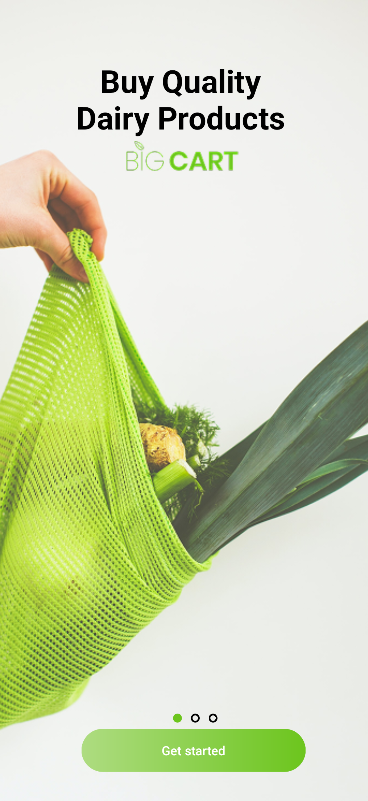 Buy Quality
Dairy Products
BIG CART
Get started